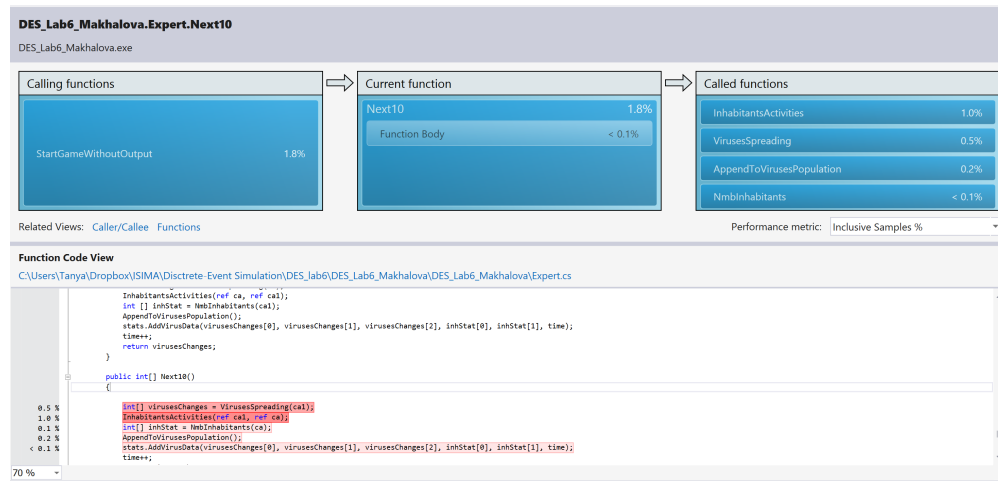 DES_Lab6_Makhalova.Expert.Next10
DES_Lab6_Makhalova.exe
Calling functions
StartGameWithoutOutput 1.8%
Current function
Next10 1.8%
Function Body < 0.1%
Called functions
InhabitantsActivities 1.0%
VirusesSpreading 0.5%
AppendToVirusesPopulation 0.2%
NmbInhabitants < 0.1%
Related Views: Caller/Callee Functions
Performance metric: Inclusive Samples %
Function Code View
C:\Users\Tanya\Dropbox\ISIMA\Disctrete-Event Simulation\DES_lab6\DES_Lab6_Makhalova\DES_Lab6_Makhalova\Expert.cs
InhabitantsActivities(ref ca, ref ca1);
int [] inhStat = NmbInhabitants(ca1);
AppendToVirusesPopulation();
stats.AddVirusData(virusesChanges[0], virusesChanges[1], virusesChanges[2], inhStat[0], inhStat[1], time);
time++;
return virusesChanges;
}
public int[] Next10()
{
0.5 % int[] virusesChanges = VirusSpreading(ca1);
1.0 % InhabitantsActivities(ref ca1, ref ca);
0.1 % int[] inhStat = NmbInhabitants(ca);
0.2 % AppendToVirusesPopulation();
< 0.1 % stats.AddVirusData(virusesChanges[0], virusesChanges[1], virusesChanges[2], inhStat[0], inhStat[1], time);
time++;
70 %